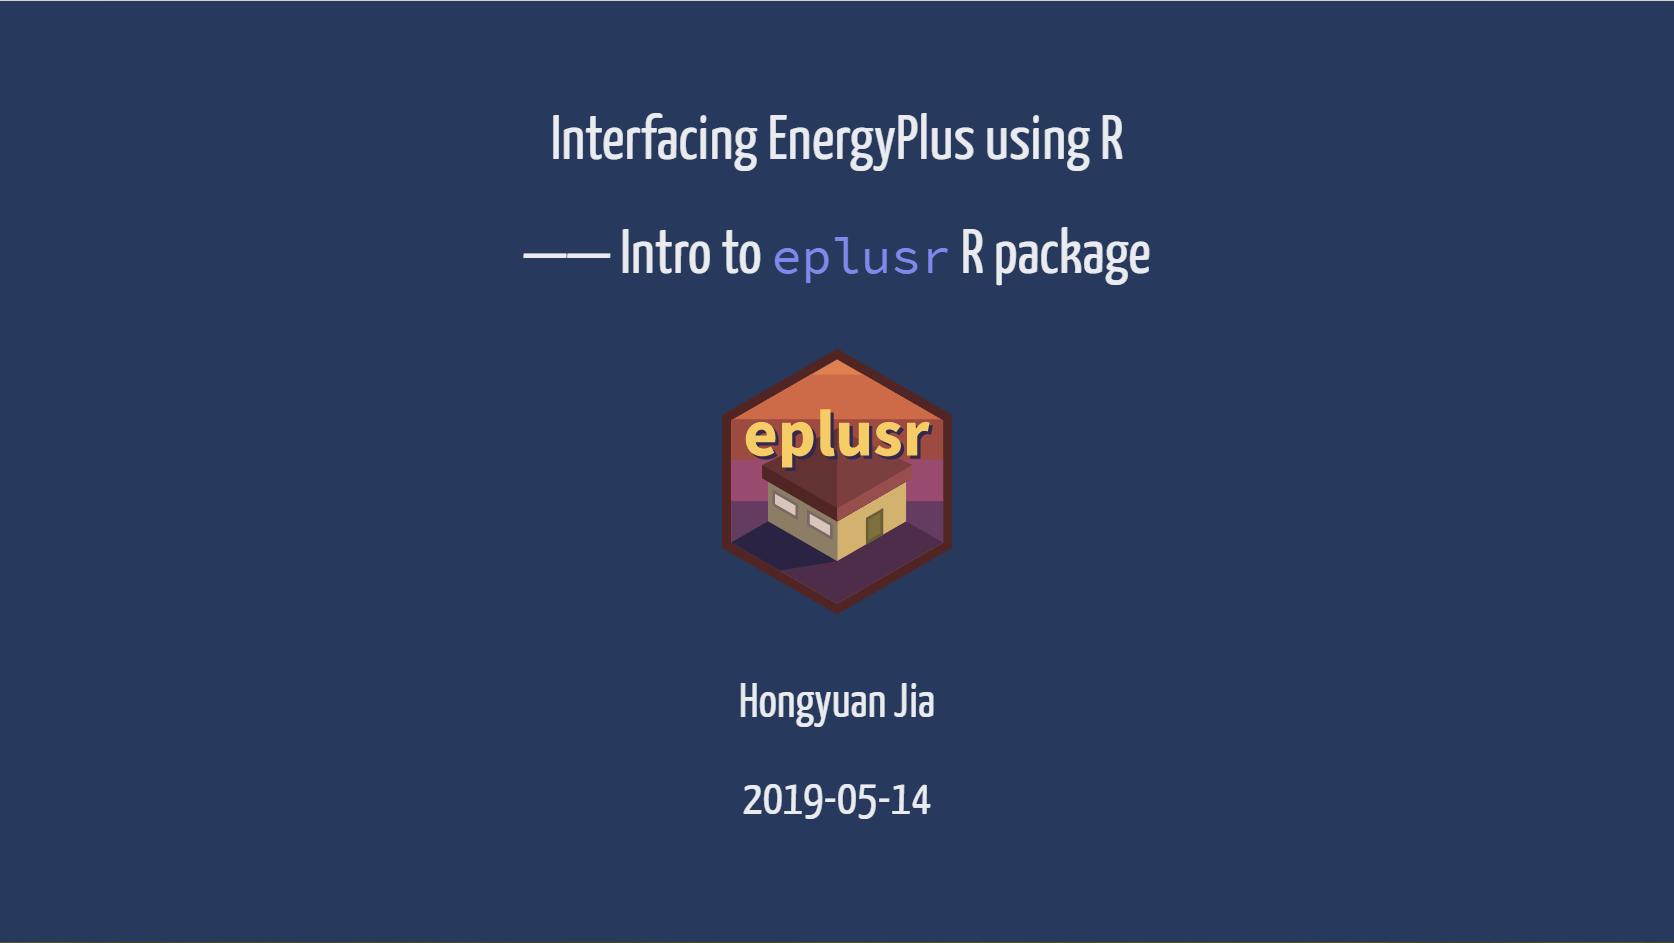 Interfacing EnergyPlus using R
—— Intro to eplusr R package
eplusr
Hongyuan Jia
2019-05-14